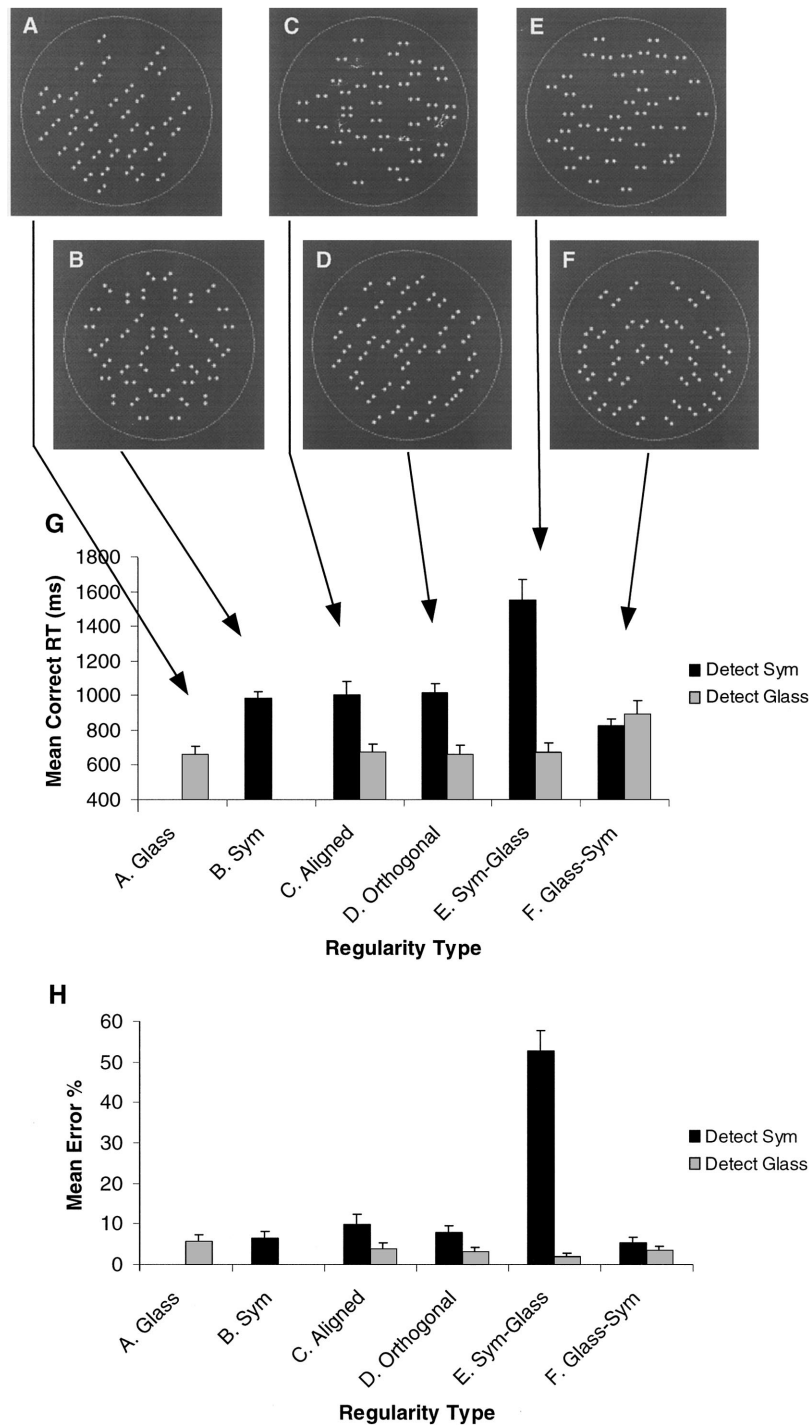 A
C
E
B
D
F
G
1800
1600
1400
1200
1000
800
600
400
Mean Correct RT (ms)
Detect Sym
Detect Glass
A. Glass
B. Sym
C. Aligned
D. Orthogonal
E. Sym-Glass
F. Glass-Sym
Regularity Type
H
60
50
40
30
20
10
0
Mean Error %
Detect Sym
Detect Glass
A. Glass
B. Sym
C. Aligned
D. Orthogonal
E. Sym-Glass
F. Glass-Sym
Regularity Type